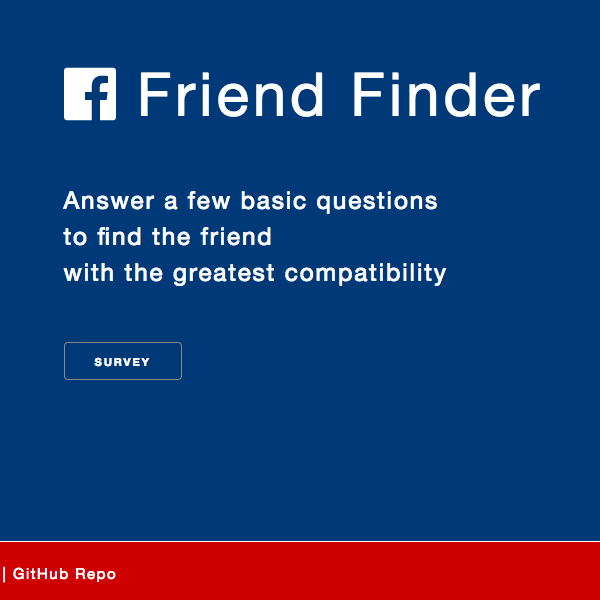 Friend Finder
Answer a few basic questions
to find the friend
with the greatest compatibility
SURVEY
| GitHub Repo